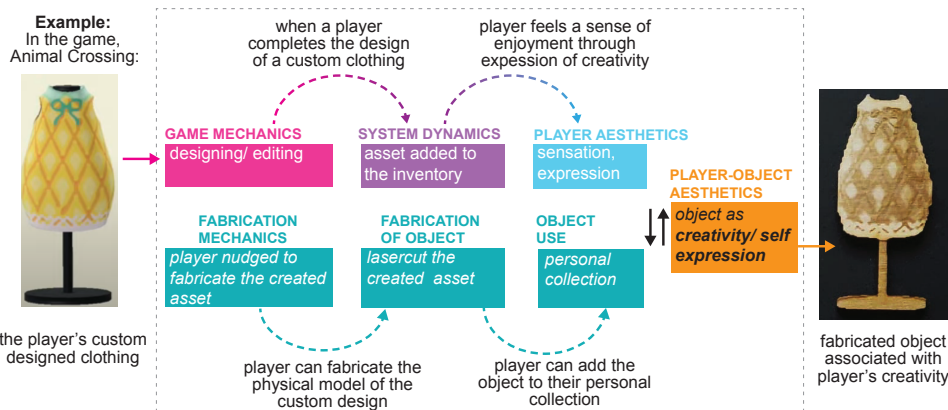 Example:
In the game,
Animal Crossing:
the player's custom
designed clothing
when a player
completes the design
of a custom clothing
player feels a sense of
enjoyment through
expession of creativity
GAME MECHANICS
designing/ editing
SYSTEM DYNAMICS
asset added to
the inventory
PLAYER AESTHETICS
sensation,
expression
PLAYER-OBJECT
AESTHETICS
object as
creativity/ self
expression
FABRICATION
MECHANICS
player nudged to
fabricate the created
asset
FABRICATION
OF OBJECT
lasercut the
created  asset
OBJECT
USE
personal
collection
player can fabricate the
physical model of the
custom design
player can add the
object to their personal
collection
fabricated object
associated with
player's creativity